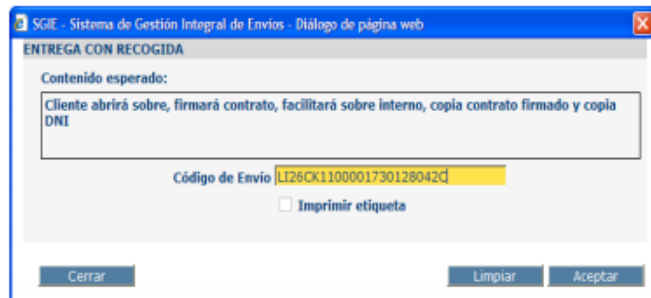 SGIE - Sistema de Gestión Integral de Envios - Diálogo de página web
ENTREGA CON RECOGIDA
Contenido esperado:
Cliente abrirá sobre, firmará contrato, facilitará sobre interno, copia contrato firmado y copia
DNI
Código de Envío LI26CK1100001730128042C
Imprimir etiqueta
Cerrar Limpiar Aceptar